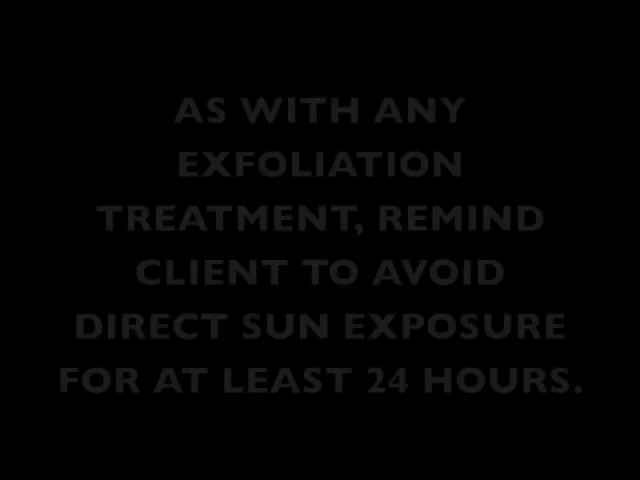 AS WITH ANY
EXFOLIATION
TREATMENT, REMIND
CLIENT TO AVOID
DIRECT SUN EXPOSURE
FOR AT LEAST 24 HOURS.